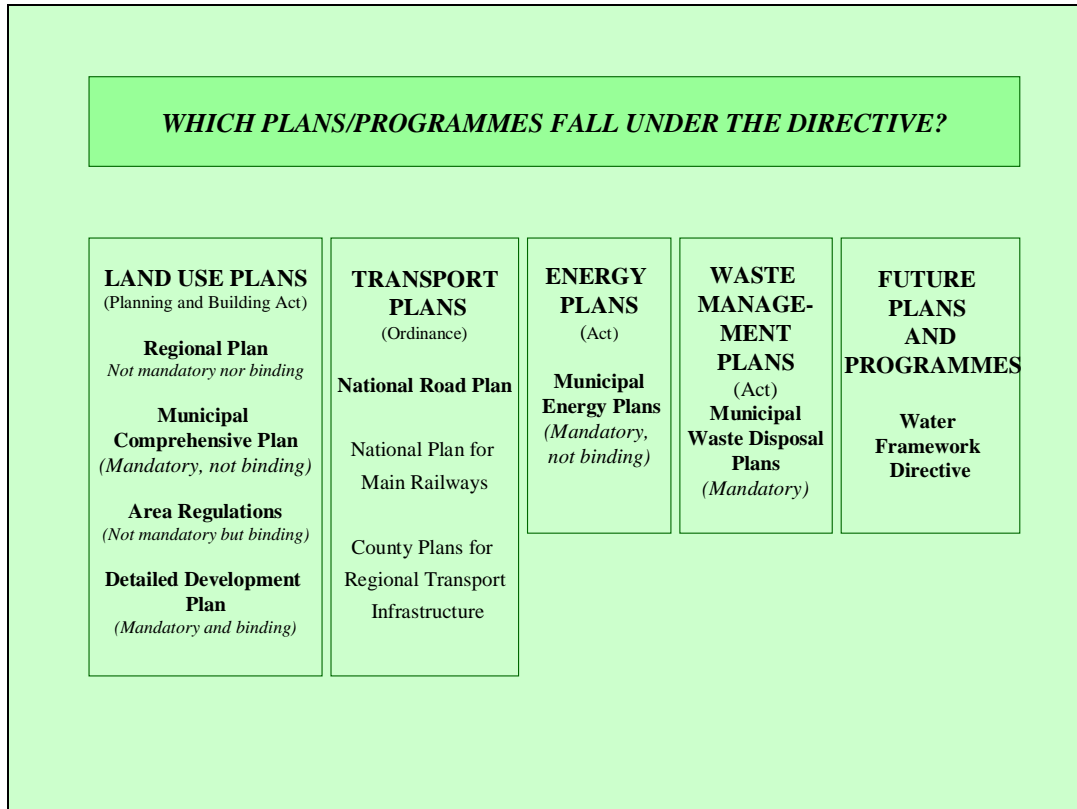 WHICH PLANS/PROGRAMMES FALL UNDER THE DIRECTIVE?
LAND USE PLANS
(Planning and Building Act)
Regional Plan
Not mandatory nor binding
Municipal
Comprehensive Plan
(Mandatory, not binding)
Area Regulations
(Not mandatory but binding)
Detailed Development
Plan
(Mandatory and binding)
TRANSPORT
PLANS
(Ordinance)
National Road Plan
National Plan for
Main Railways
County Plans for
Regional Transport
Infrastructure
ENERGY
PLANS
(Act)
Municipal
Energy Plans
(Mandatory,
not binding)
WASTE
MANAGE-
MENT
PLANS
(Act)
Municipal
Waste Disposal
Plans
(Mandatory)
FUTURE
PLANS
AND
PROGRAMMES
Water
Framework
Directive